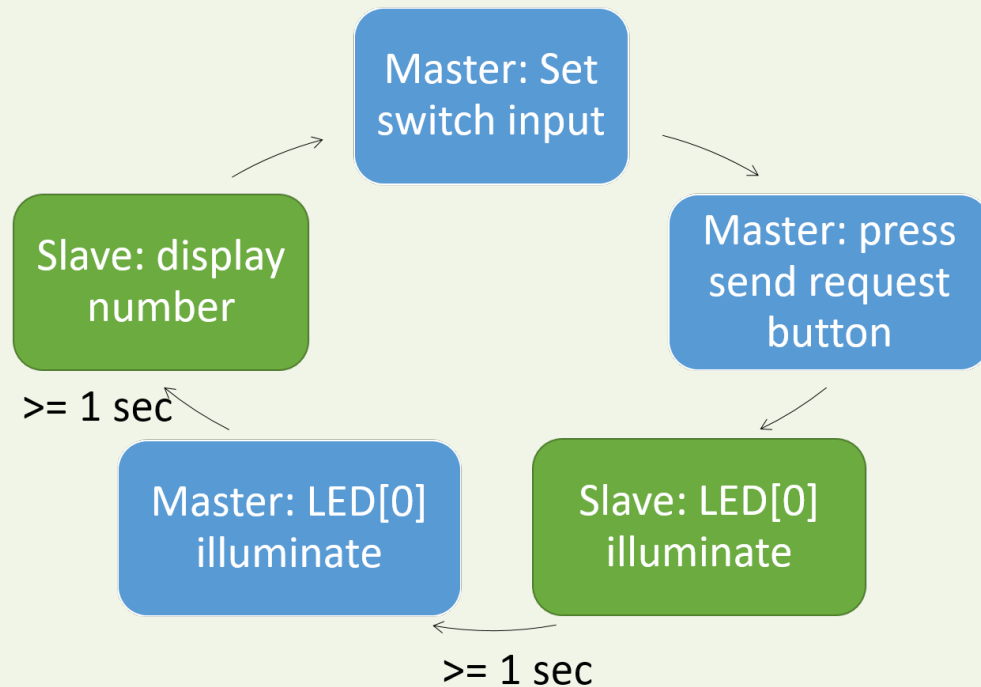 Master: Set
switch input
Master: press
send request
button
Slave: LED[0]
illuminate
>= 1 sec
Master: LED[0]
illuminate
>= 1 sec
Slave: display
number